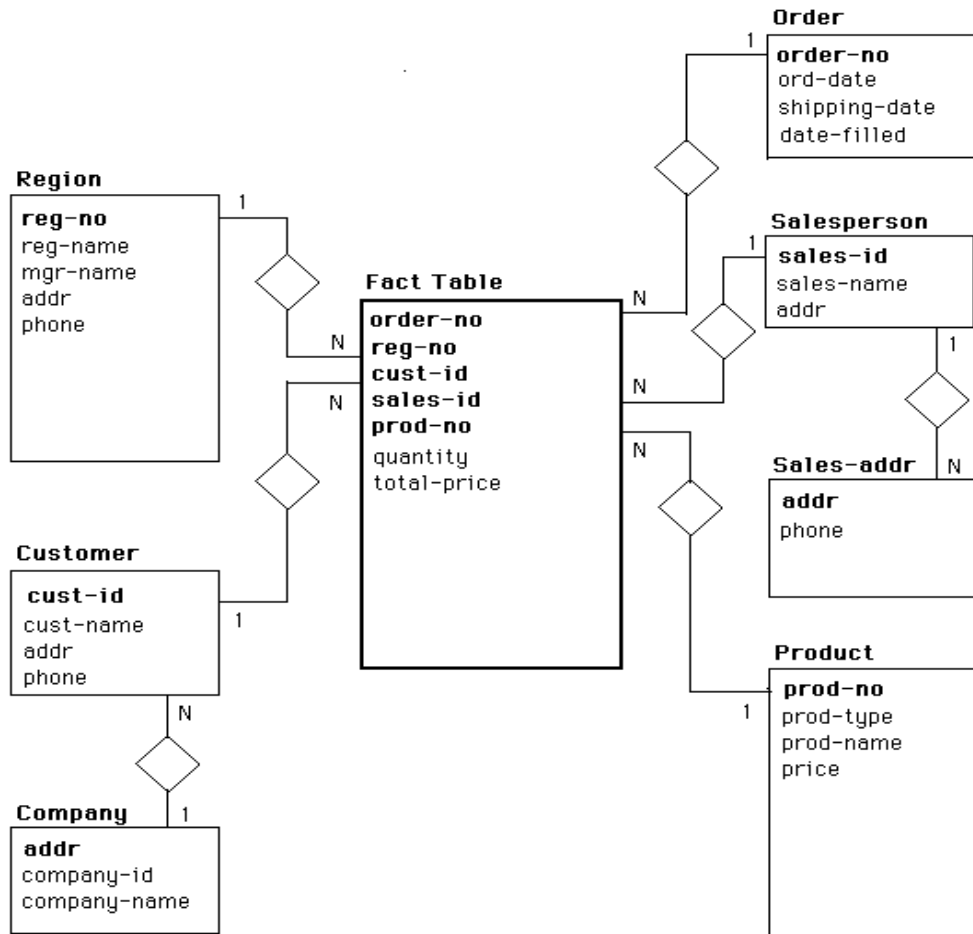 Order
1
order-no
ord-date
shipping-date
date-filled
Region
1
reg-no
reg-name
mgr-name
addr
phone
N
Salesperson
1
sales-id
sales-name
addr
1
Fact Table
N
order-no
reg-no
cust-id
sales-id
prod-no
quantity
total-price
N
N
N
Sales-addr
N
addr
phone
Customer
cust-id
cust-name
addr
phone
1
N
Product
1
prod-no
prod-type
prod-name
price
Company
1
addr
company-id
company-name